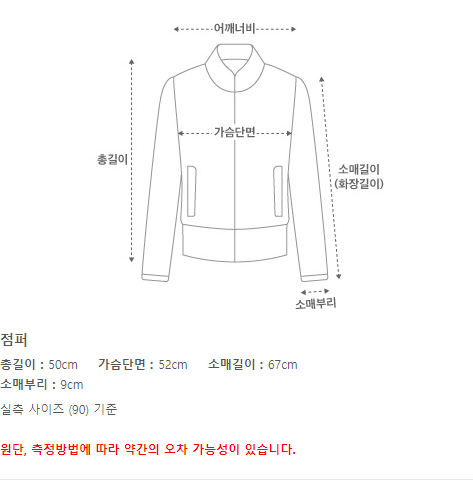 어깨너비
가슴단면
총길이
소매길이
(화장길이)
소매부리
점퍼
총길이 : 50cm 가슴단면 : 52cm 소매길이 : 67cm
소매부리 : 9cm
실측 사이즈 (90) 기준
원단, 측정방법에 따라 약간의 오차 가능성이 있습니다.